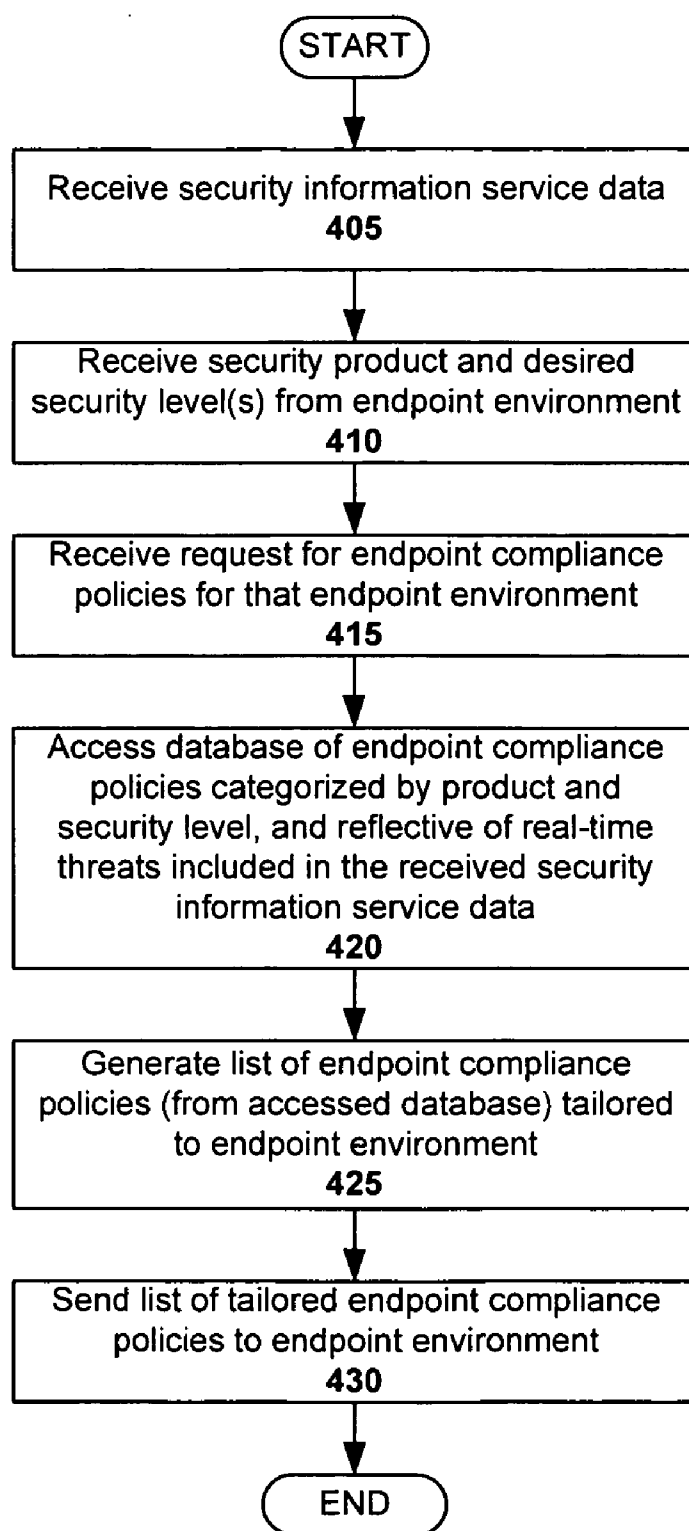 START
Receive security information service data
405
Receive security product and desired
security level(s) from endpoint environment
410
Receive request for endpoint compliance
policies for that endpoint environment
415
Access database of endpoint compliance
policies categorized by product and
security level, and reflective of real-time
threats included in the received security
information service data
420
Generate list of endpoint compliance
policies (from accessed database) tailored
to endpoint environment
425
Send list of tailored endpoint compliance
policies to endpoint environment
430
END